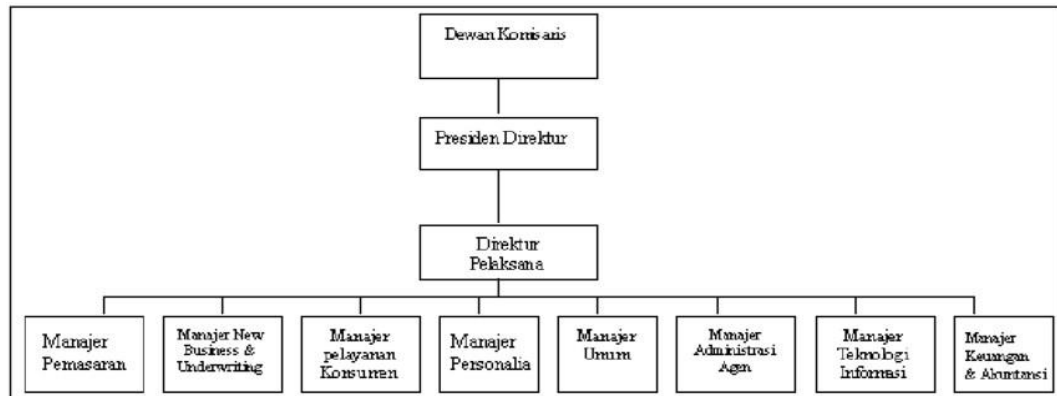 Dewan Komisaris
Presiden Direktur
Direktur
Pelaksana
Manajer
Pemasaran
Manajer New
Business &
Underwriting
Manajer
pelayanan
Konsumen
Manajer
Personalia
Manajer
Umum
Manajer
Administrasi
Agen
Manajer
Teknologi
Informasi
Manajer
Keuangan
& Akuntansi